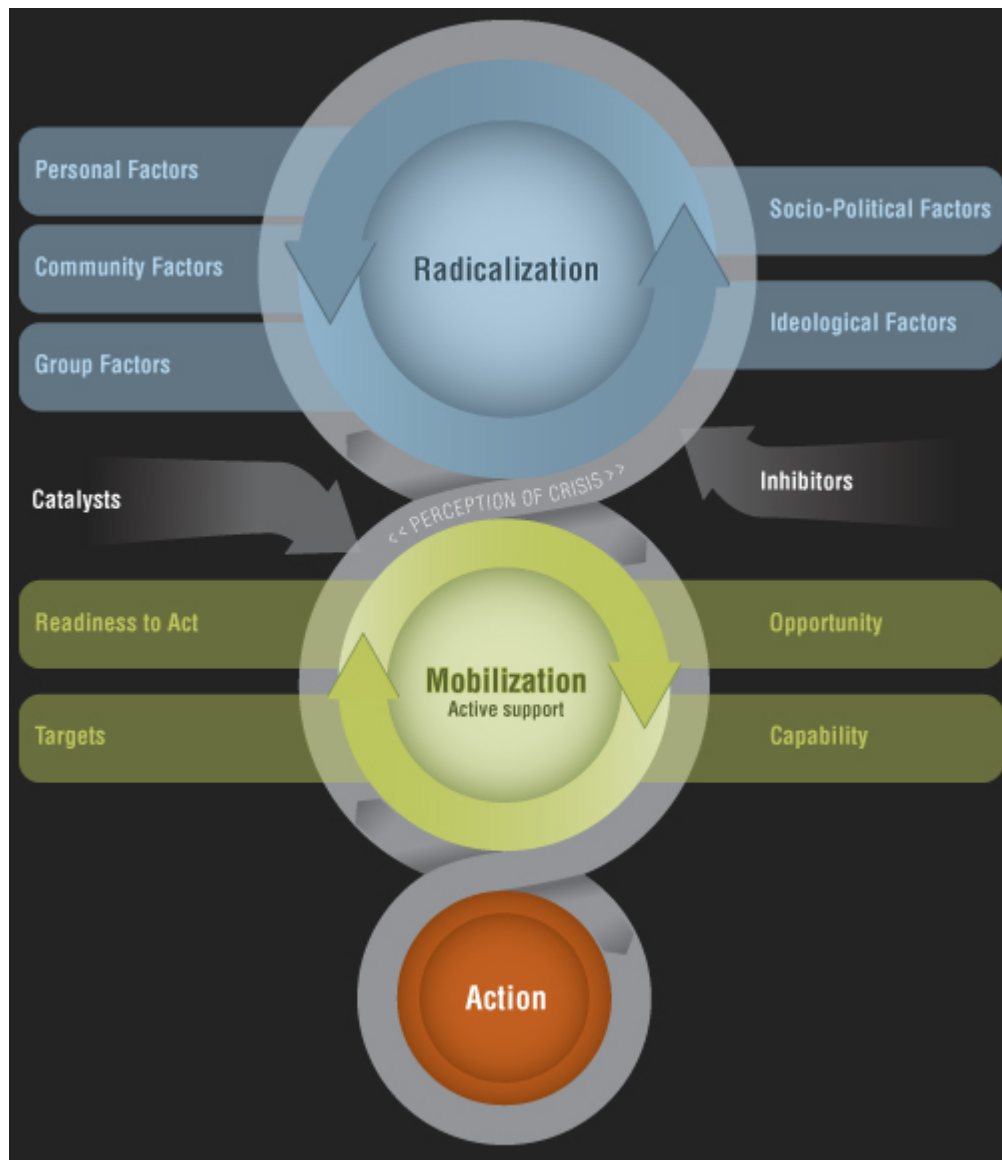 Personal Factors
Socio-Political Factors
Community Factors
Radicalization
Ideological Factors
Group Factors
Catalysts
<< PERCEPTION OF CRISIS >>
Inhibitors
Readiness to Act
Opportunity
Mobilization
Active support
Targets
Capability
Action